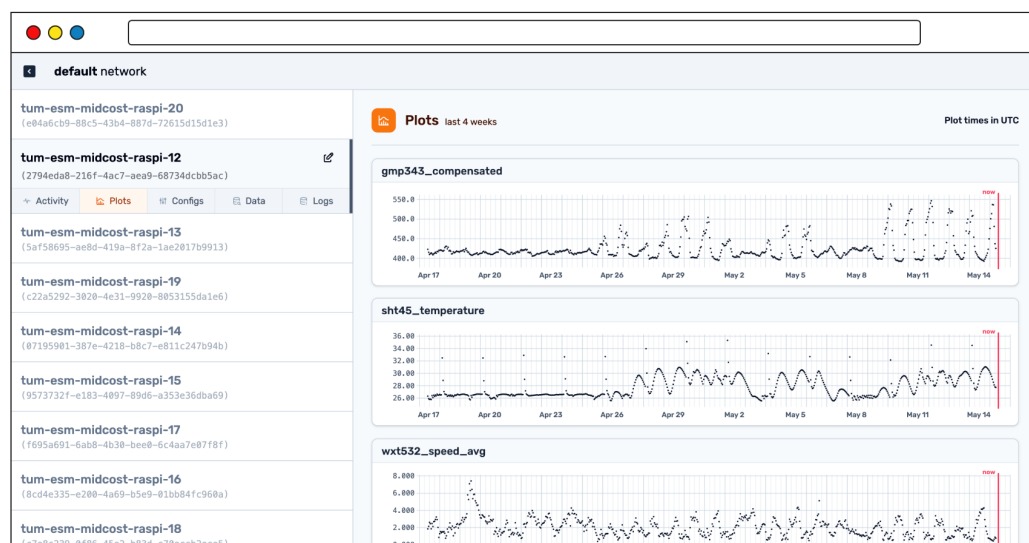 default network
tum-esm-midcost-raspi-20
(e04a6cb9-88c5-43b4-887d-72615d15d1e3)
tum-esm-midcost-raspi-12
(2794eda8-216f-4ac7-aea9-68734dcbb5ac)
Activity Plots Configs Data Logs
tum-esm-midcost-raspi-13
(5af58695-ae8d-419a-8f2a-1ae2017b9913)
tum-esm-midcost-raspi-19
(c22a5292-3020-4e31-9920-8053155da1e6)
tum-esm-midcost-raspi-14
(07195901-387e-4218-b8c7-e811c247b94b)
tum-esm-midcost-raspi-15
(9573732f-e183-4097-89d6-a353e36dba69)
tum-esm-midcost-raspi-17
(f695a691-6ab8-4b30-bee0-6c4aa7e07f8f)
tum-esm-midcost-raspi-16
(8cd4e335-e200-4a69-b5e9-01bb84fc960a)
tum-esm-midcost-raspi-18
Plots last 4 weeks
Plot times in UTC
gmp343_compensated
now
550.0
500.0
450.0
400.0
Apr 17 Apr 20 Apr 23 Apr 26 Apr 29 May 2 May 5 May 8 May 11 May 14
sht45_temperature
now
36.00
34.00
32.00
30.00
28.00
26.00
Apr 17 Apr 20 Apr 23 Apr 26 Apr 29 May 2 May 5 May 8 May 11 May 14
wxt532_speed_avg
now
8.000
6.000
4.000
2.000